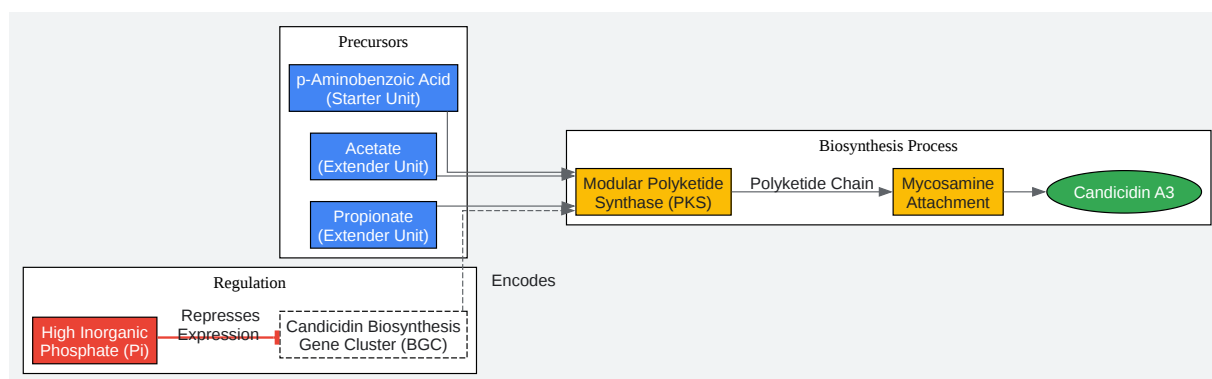 Precursors
p-Aminobenzoic Acid
(Starter Unit)
Acetate
(Extender Unit)
Propionate
(Extender Unit)
Biosynthesis Process
Modular Polyketide
Synthase (PKS)
Polyketide Chain
Mycosamine
Attachment
Candicidin A3
Regulation
Encodes
High Inorganic
Phosphate (Pi)
Represses
Expression
Candicidin Biosynthesis
Gene Cluster (BGC)